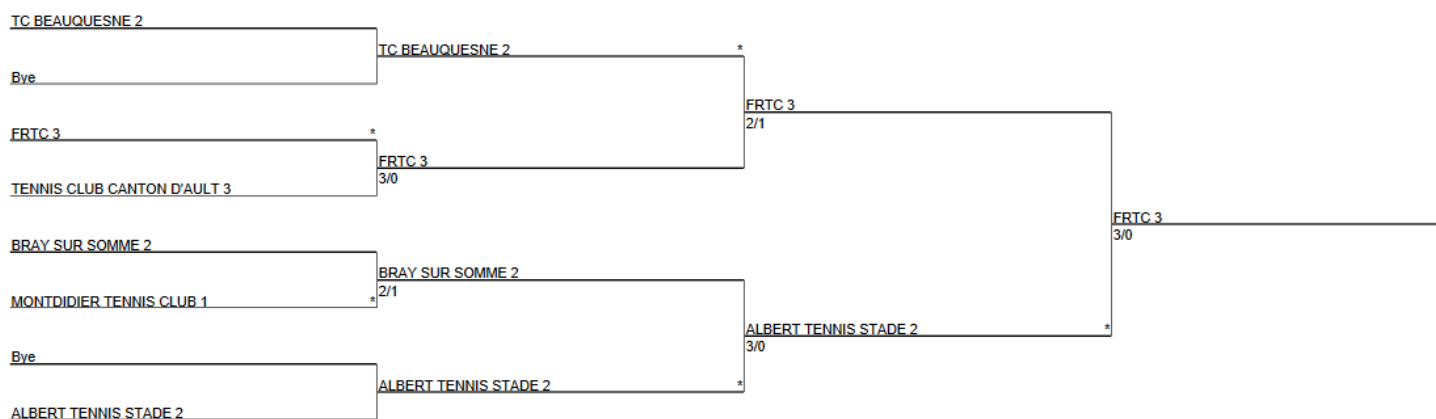 TC BEAUQUESNE 2
TC BEAUQUESNE 2 *
Bye
FRTC 3
2/1
FRTC 3 *
FRTC 3
3/0
TENNIS CLUB CANTON D'AULT 3
FRTC 3
3/0
BRAY SUR SOMME 2
BRAY SUR SOMME 2
2/1
MONTDIDIER TENNIS CLUB 1 *
ALBERT TENNIS STADE 2 *
3/0
Bye
ALBERT TENNIS STADE 2 *
ALBERT TENNIS STADE 2